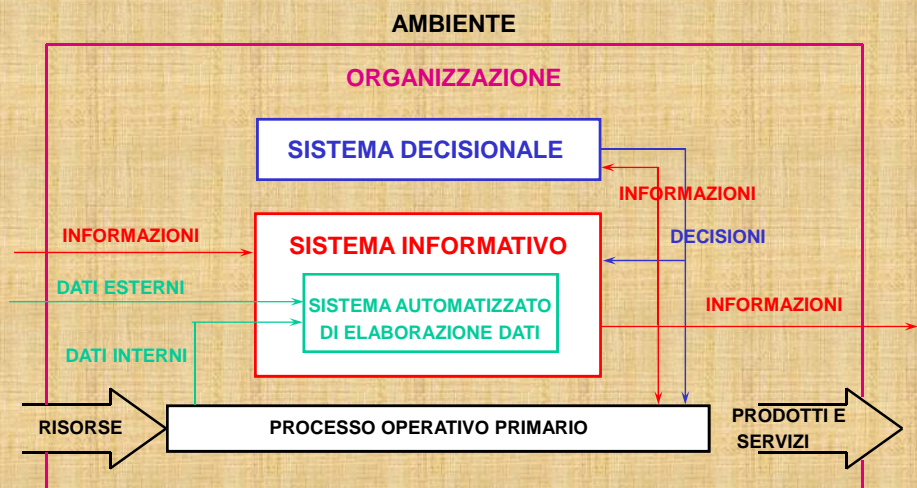 AMBIENTE
ORGANIZZAZIONE
SISTEMA DECISIONALE
INFORMAZIONI
INFORMAZIONI
SISTEMA INFORMATIVO
DECISIONI
DATI ESTERNI
SISTEMA AUTOMATIZZATO
DI ELABORAZIONE DATI
INFORMAZIONI
DATI INTERNI
RISORSE
PROCESSO OPERATIVO PRIMARIO
PRODOTTI E
SERVIZI